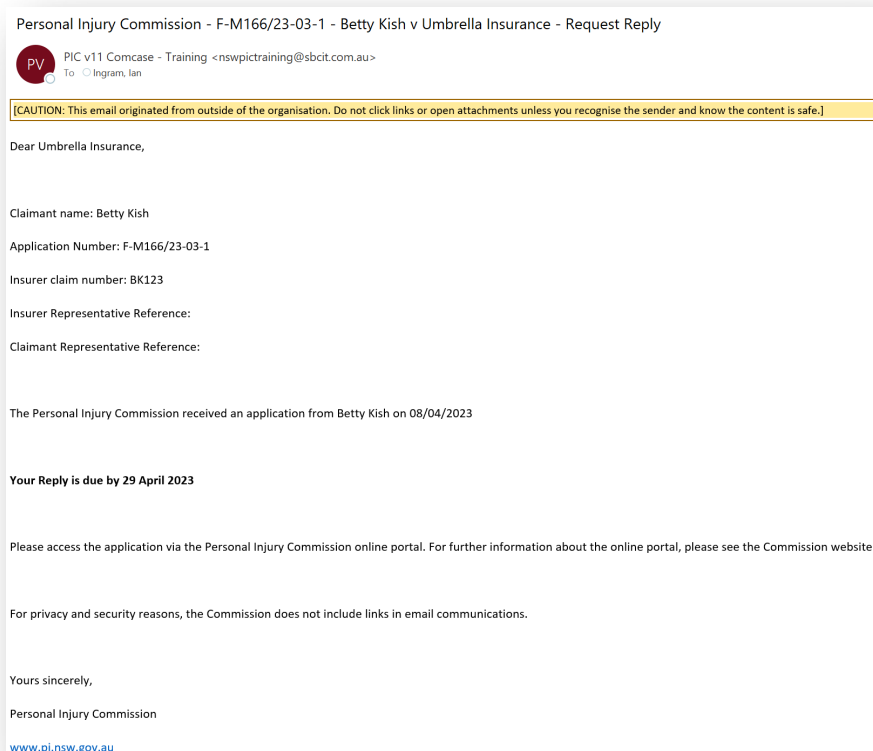 Personal Injury Commission - F-M166/23-03-1 - Betty Kish v Umbrella Insurance - Request Reply
PV
PIC v11 Comcase - Training <nswpictraining@sbcit.com.au>
To Ingram, Ian
[CAUTION: This email originated from outside of the organisation. Do not click links or open attachments unless you recognise the sender and know the content is safe.]
Dear Umbrella Insurance,
Claimant name: Betty Kish
Application Number: F-M166/23-03-1
Insurer claim number: BK123
Insurer Representative Reference:
Claimant Representative Reference:
The Personal Injury Commission received an application from Betty Kish on 08/04/2023
Your Reply is due by 29 April 2023
Please access the application via the Personal Injury Commission online portal. For further information about the online portal, please see the Commission website
For privacy and security reasons, the Commission does not include links in email communications.
Yours sincerely,
Personal Injury Commission
www.pi.nsw.gov.au